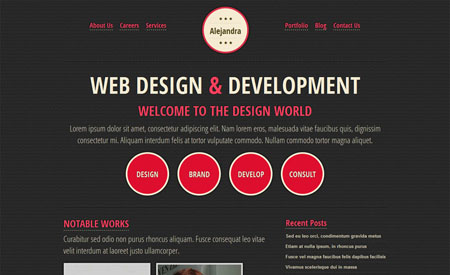 About Us Careers Services
Alejandra
Portfolio Blog Contact Us
WEB DESIGN & DEVELOPMENT
WELCOME TO THE DESIGN WORLD
Lorem ipsum dolor sit amet, consectetur adipiscing elit. Nam lorem eros, malesuada vitae faucibus quis, dignissim
consectetur mi. Aliquam interdum felis at tortor vulputate commodo. Nullam commodo tortor magna aliquet.
DESIGN
BRAND
DEVELOP
CONSULT
NOTABLE WORKS
Curabitur sed odio non purus rhoncus aliquam. Fusce consequat leo vitae
velit interdum at laoreet justo ullamcorper.
Recent Posts
Sed eu leo orci, condimentum gravida metus
Etiam at nulla ipsum, in rhoncus purus
Fusce vel magna faucibus felis dapibus facilisis
Vivamus scelerisque dui in massa